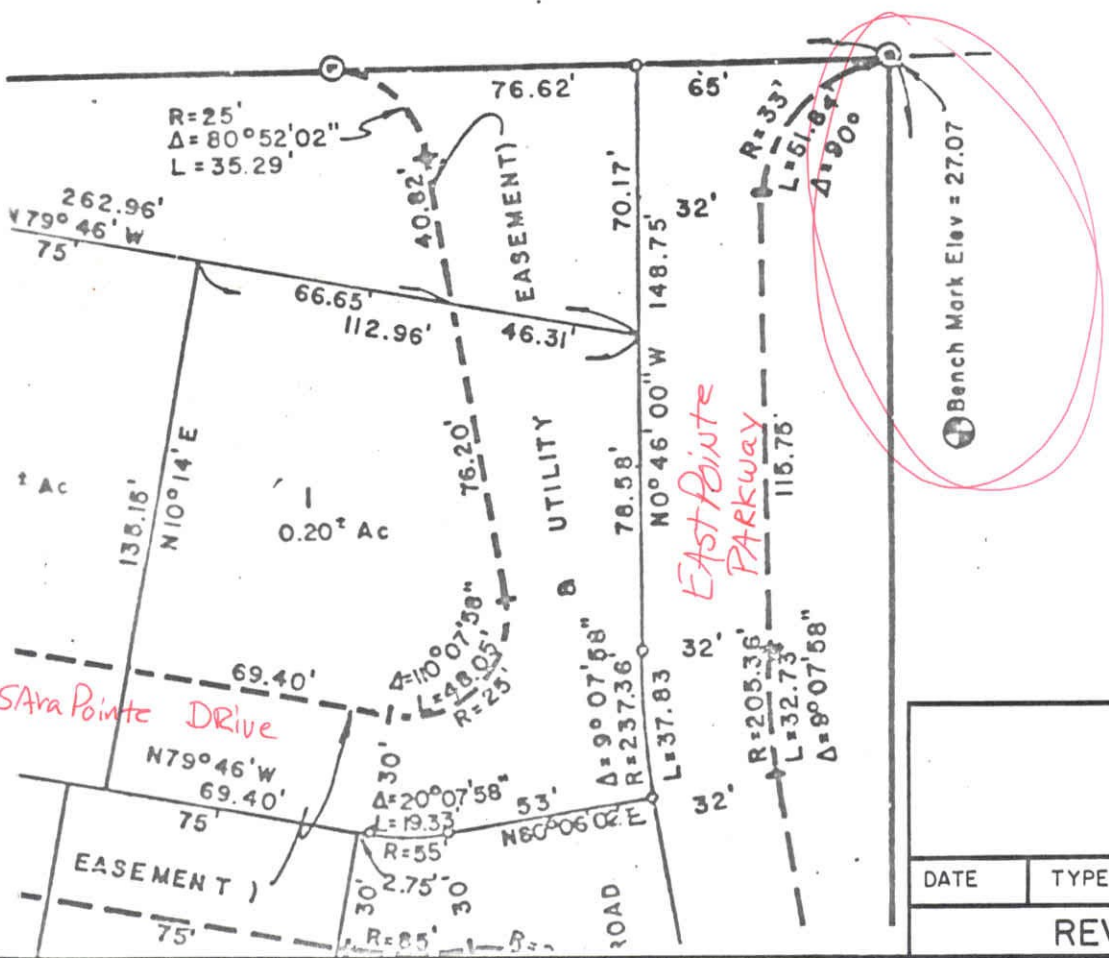 76.62'
65'
R=25'
Δ=80°52'02"
L=35.29'
R=33'
L=51.84'
Δ=90°
Bench Mark Elev = 27.07
EASEMENT)
40.82'
70.17'
32'
148.75'
262.96'
N79°46'W
75'
66.65'
112.96'
46.31'
N0°46'00"W
78.58'
EAST POINTE
PARKWAY
115.75'
76.20'
UTILITY
8
138.15'
N10°14'E
± Ac
1
0.20± Ac
Δ=110°07'58"
L=48.05'
R=25'
69.40'
Pointe DRive
N79°46'W
69.40'
75'
30'
Δ=20°07'58"
L=19.33'
R=55'
2.75'
53'
N80°06'02"E
Δ=9°07'58"
R=237.36'
L=37.83
32'
R=205.36'
L=32.73
Δ=9°07'58"
32'
EASEMENT)
75'
30'
30'
R=85'
ROAD
DATE
TYPE
REV